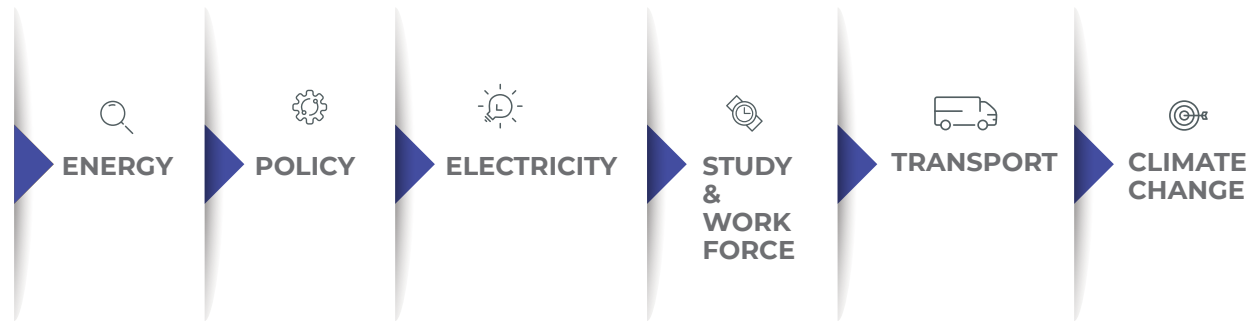 ENERGY
POLICY
ELECTRICITY
STUDY
&
WORK
FORCE
TRANSPORT
CLIMATE
CHANGE